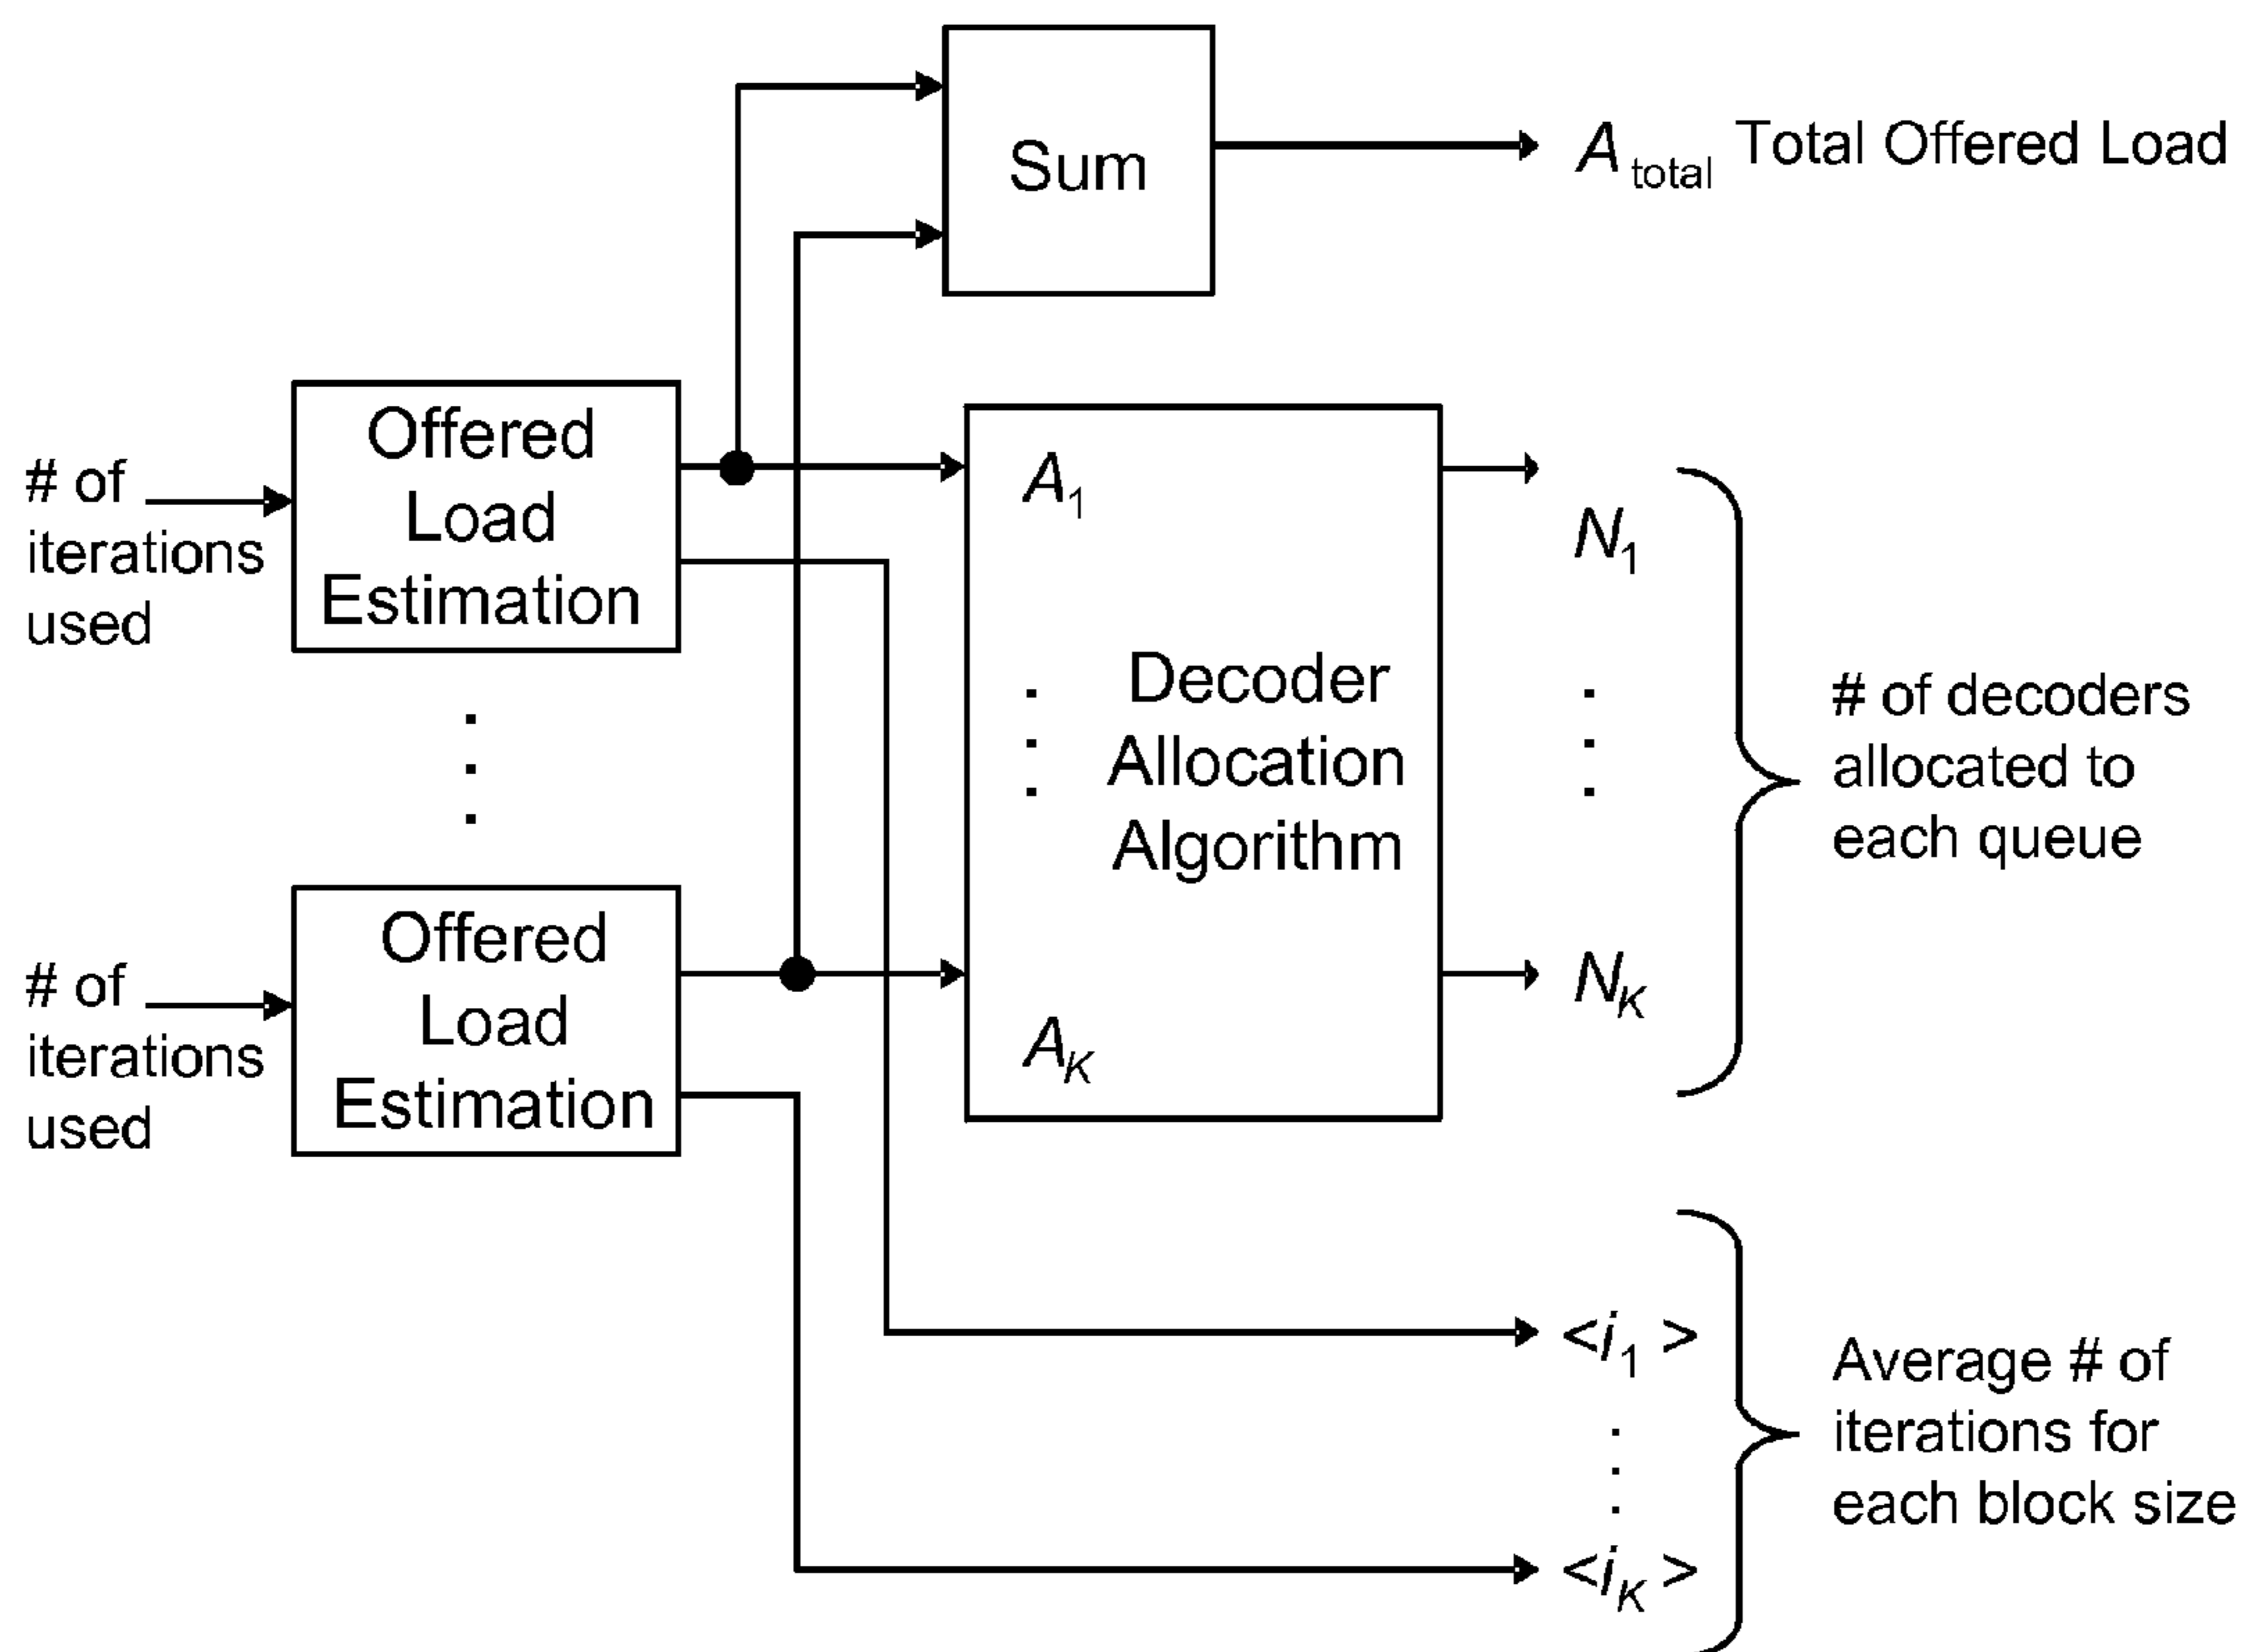 Sum
A total Total Offered Load
# of
iterations
used
Offered
Load
Estimation
A1
Decoder
Allocation
Algorithm
AK
N1
NK
# of decoders
allocated to
each queue
# of
iterations
used
Offered
Load
Estimation
<i1 >
<iK >
Average # of
iterations for
each block size